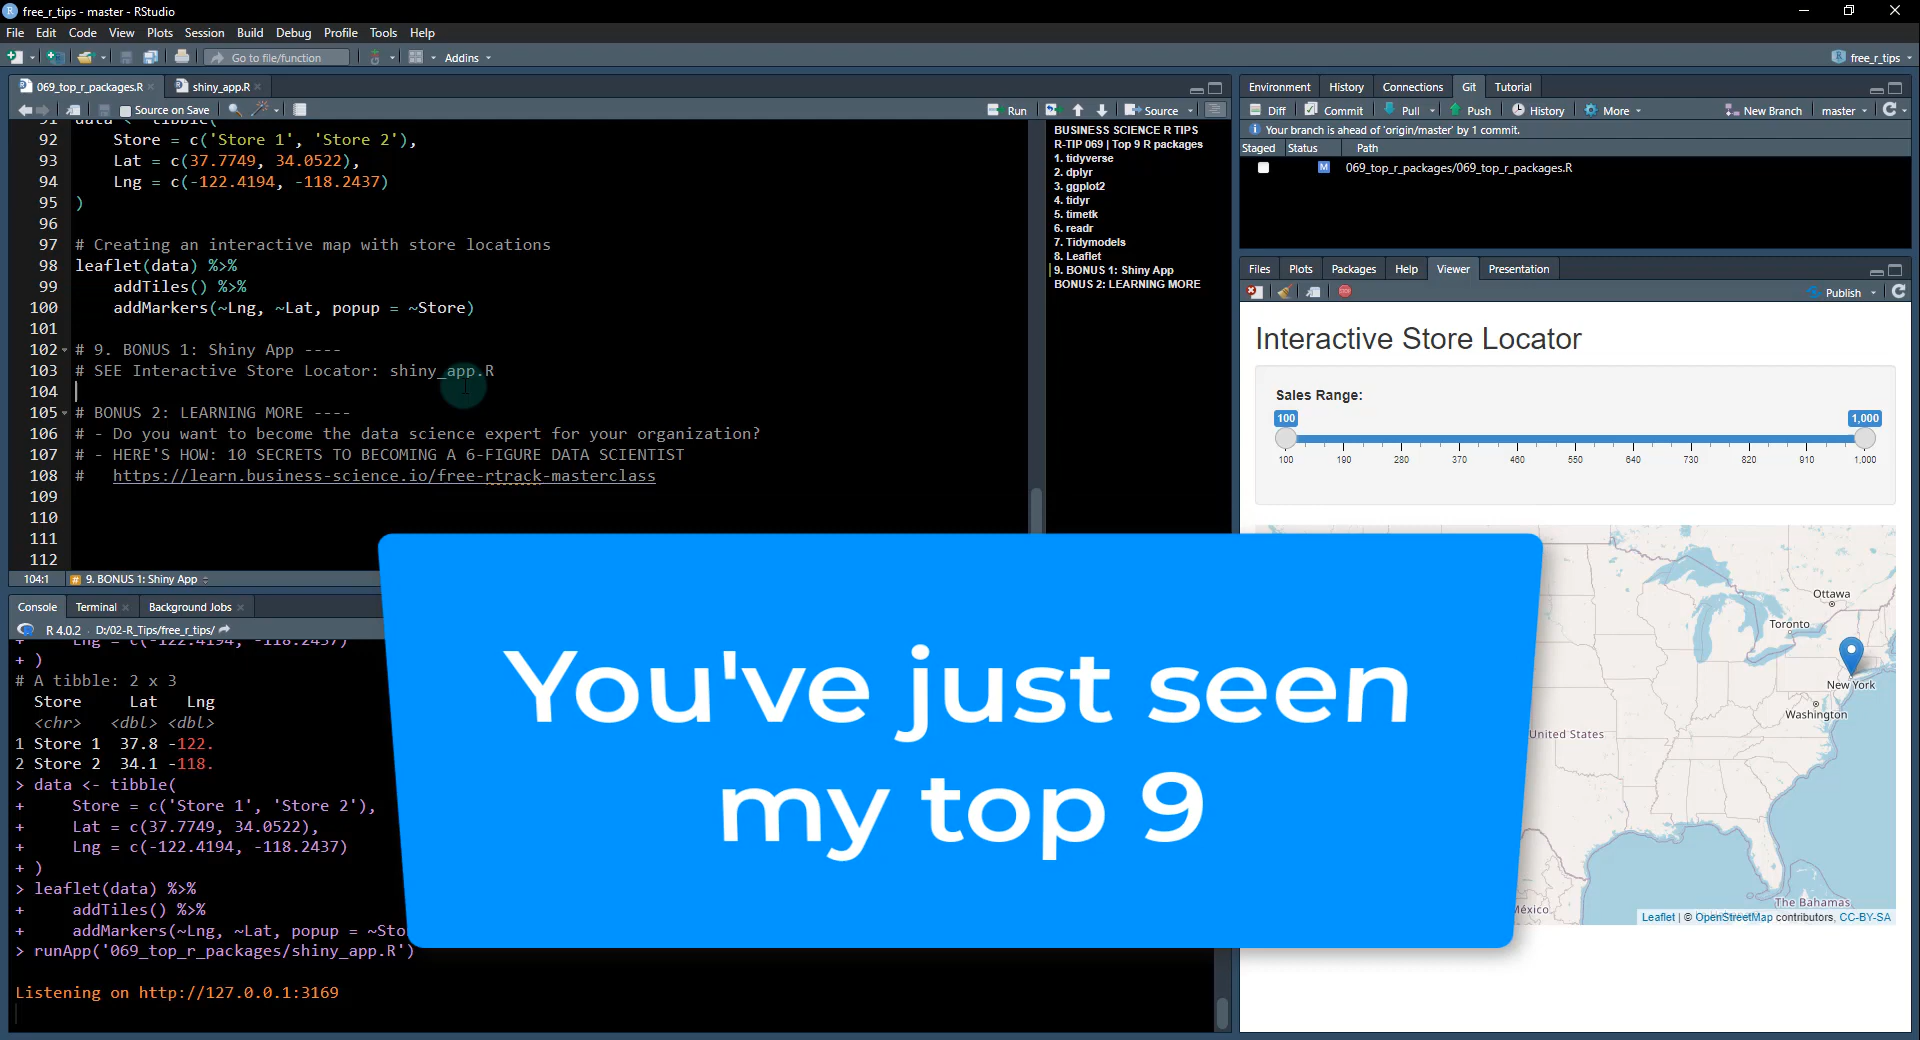 free_r_tips - master - RStudio
File Edit Code View Plots Session Build Debug Profile Tools Help
Go to file/function Addins free_r_tips
069_top_r_packages.R shiny_app.R
Source on Save Run Source
92 Store = c('Store 1', 'Store 2'),
93 Lat = c(37.7749, 34.0522),
94 Lng = c(-122.4194, -118.2437)
95 )
96
97 # Creating an interactive map with store locations
98 leaflet(data) %>%
99 addTiles() %>%
100 addMarkers(~Lng, ~Lat, popup = ~Store)
101
102 # 9. BONUS 1: Shiny App ----
103 # SEE Interactive Store Locator: shiny_app.R
104
105 # BONUS 2: LEARNING MORE ----
106 # - Do you want to become the data science expert for your organization?
107 # - HERE'S HOW: 10 SECRETS TO BECOMING A 6-FIGURE DATA SCIENTIST
108 # https://learn.business-science.io/free-rtrack-masterclass
109
110
111
112
104:1 # 9. BONUS 1: Shiny App
BUSINESS SCIENCE R TIPS
R-TIP 069 | Top 9 R packages
1. tidyverse
2. dplyr
3. ggplot2
4. tidyr
5. timetk
6. readr
7. Tidymodels
8. Leaflet
9. BONUS 1: Shiny App
BONUS 2: LEARNING MORE
Console Terminal Background Jobs
R 4.0.2 . D:/02-R_Tips/free_r_tips/
+ Lng = c(-122.4194, -118.2437)
+ )
# A tibble: 2 x 3
Store Lat Lng
<chr> <dbl> <dbl>
1 Store 1 37.8 -122.
2 Store 2 34.1 -118.
> data <- tibble(
+ Store = c('Store 1', 'Store 2'),
+ Lat = c(37.7749, 34.0522),
+ Lng = c(-122.4194, -118.2437)
+ )
> leaflet(data) %>%
+ addTiles() %>%
+ addMarkers(~Lng, ~Lat, popup = ~Sto
> runApp('069_top_r_packages/shiny_app.R')
Listening on http://127.0.0.1:3169
Environment History Connections Git Tutorial
Diff Commit Pull Push History More New Branch master
Your branch is ahead of 'origin/master' by 1 commit.
Staged Status Path
M 069_top_r_packages/069_top_r_packages.R
Files Plots Packages Help Viewer Presentation
Publish
Interactive Store Locator
Sales Range:
100 1,000
100 190 280 370 460 550 640 730 820 910 1,000
Ottawa
Toronto
New York
Washington
United States
México
The Bahamas
Leaflet | © OpenStreetMap contributors, CC-BY-SA
You've just seen
my top 9